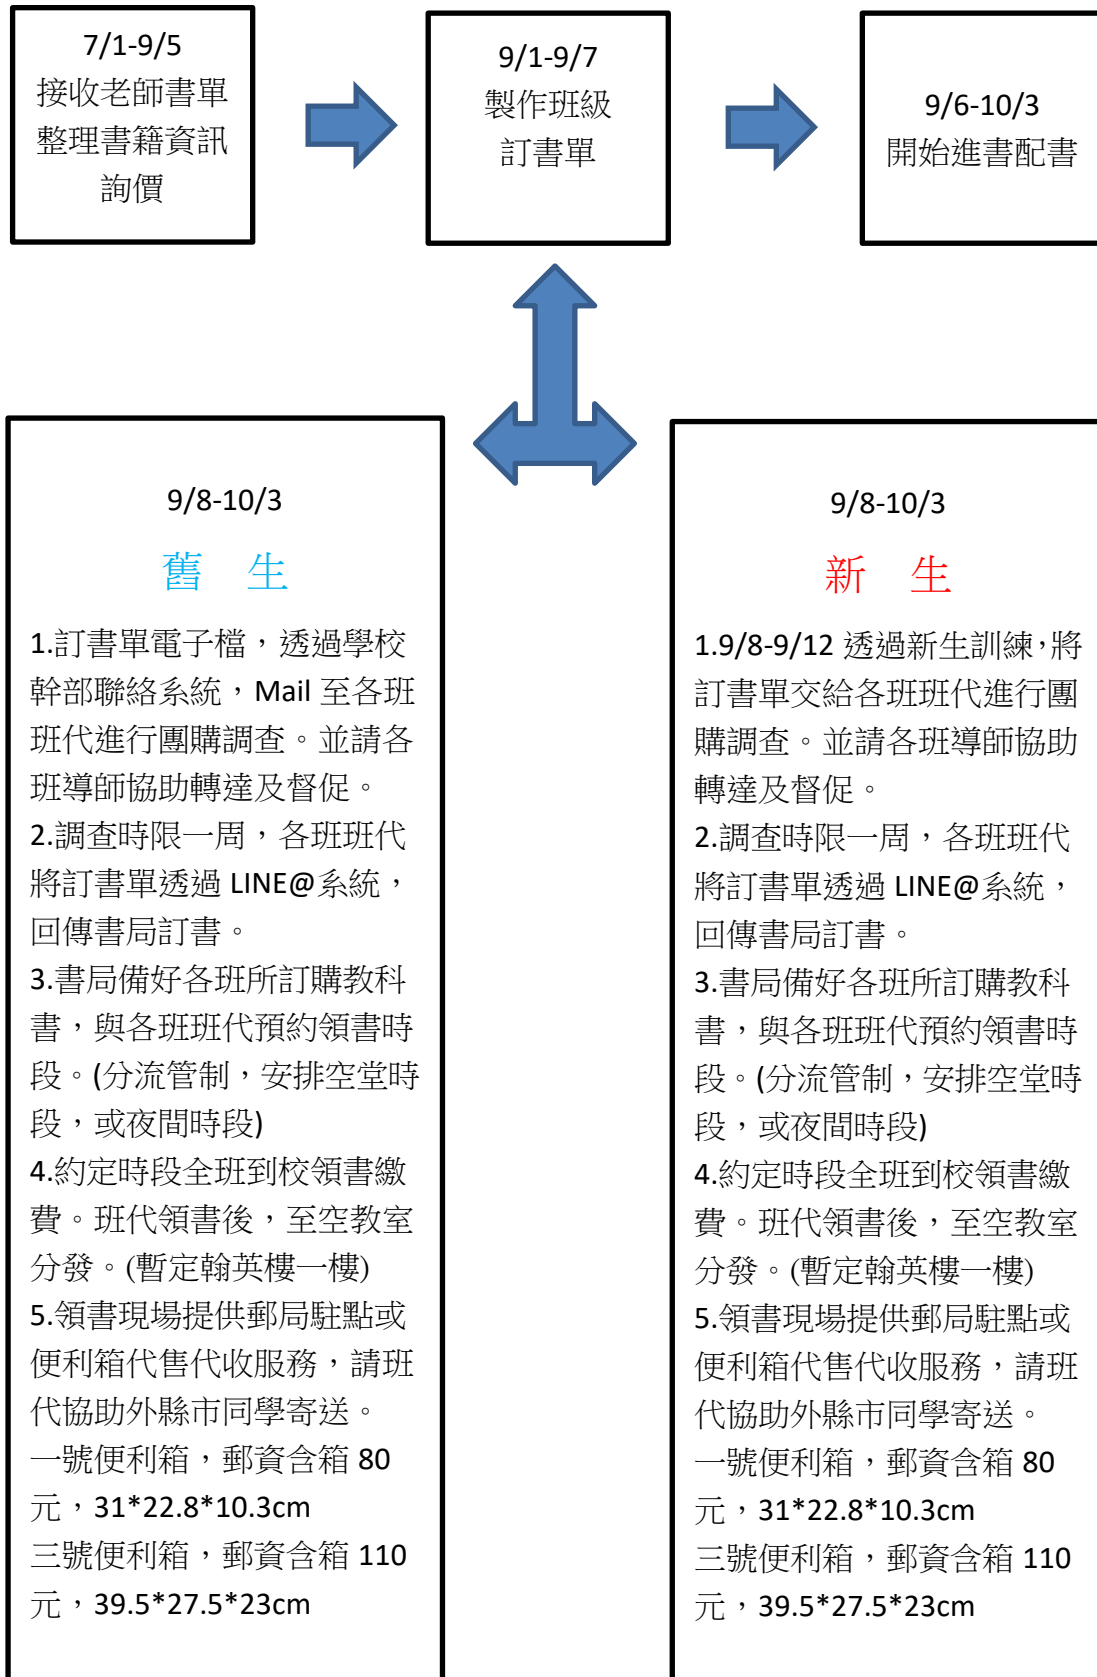 7/1-9/5
接收老師書單
整理書籍資訊
詢價
9/1-9/7
製作班級
訂書單
9/6-10/3
開始進書配書
9/8-10/3
舊 生
1.訂書單電子檔，透過學校
幹部聯絡系統，Mail 至各班
班代進行團購調查。並請各
班導師協助轉達及督促。
2.調查時限一周，各班班代
將訂書單透過 LINE@系統，
回傳書局訂書。
3.書局備好各班所訂購教科
書，與各班班代預約領書時
段。(分流管制，安排空堂時
段，或夜間時段)
4.約定時段全班到校領書繳
費。班代領書後，至空教室
分發。(暫定翰英樓一樓)
5.領書現場提供郵局駐點或
便利箱代售代收服務，請班
代協助外縣市同學寄送。
一號便利箱，郵資含箱 80
元，31*22.8*10.3cm
三號便利箱，郵資含箱 110
元，39.5*27.5*23cm
9/8-10/3
新 生
1.9/8-9/12 透過新生訓練，將
訂書單交給各班班代進行團
購調查。並請各班導師協助
轉達及督促。
2.調查時限一周，各班班代
將訂書單透過 LINE@系統，
回傳書局訂書。
3.書局備好各班所訂購教科
書，與各班班代預約領書時
段。(分流管制，安排空堂時
段，或夜間時段)
4.約定時段全班到校領書繳
費。班代領書後，至空教室
分發。(暫定翰英樓一樓)
5.領書現場提供郵局駐點或
便利箱代售代收服務，請班
代協助外縣市同學寄送。
一號便利箱，郵資含箱 80
元，31*22.8*10.3cm
三號便利箱，郵資含箱 110
元，39.5*27.5*23cm